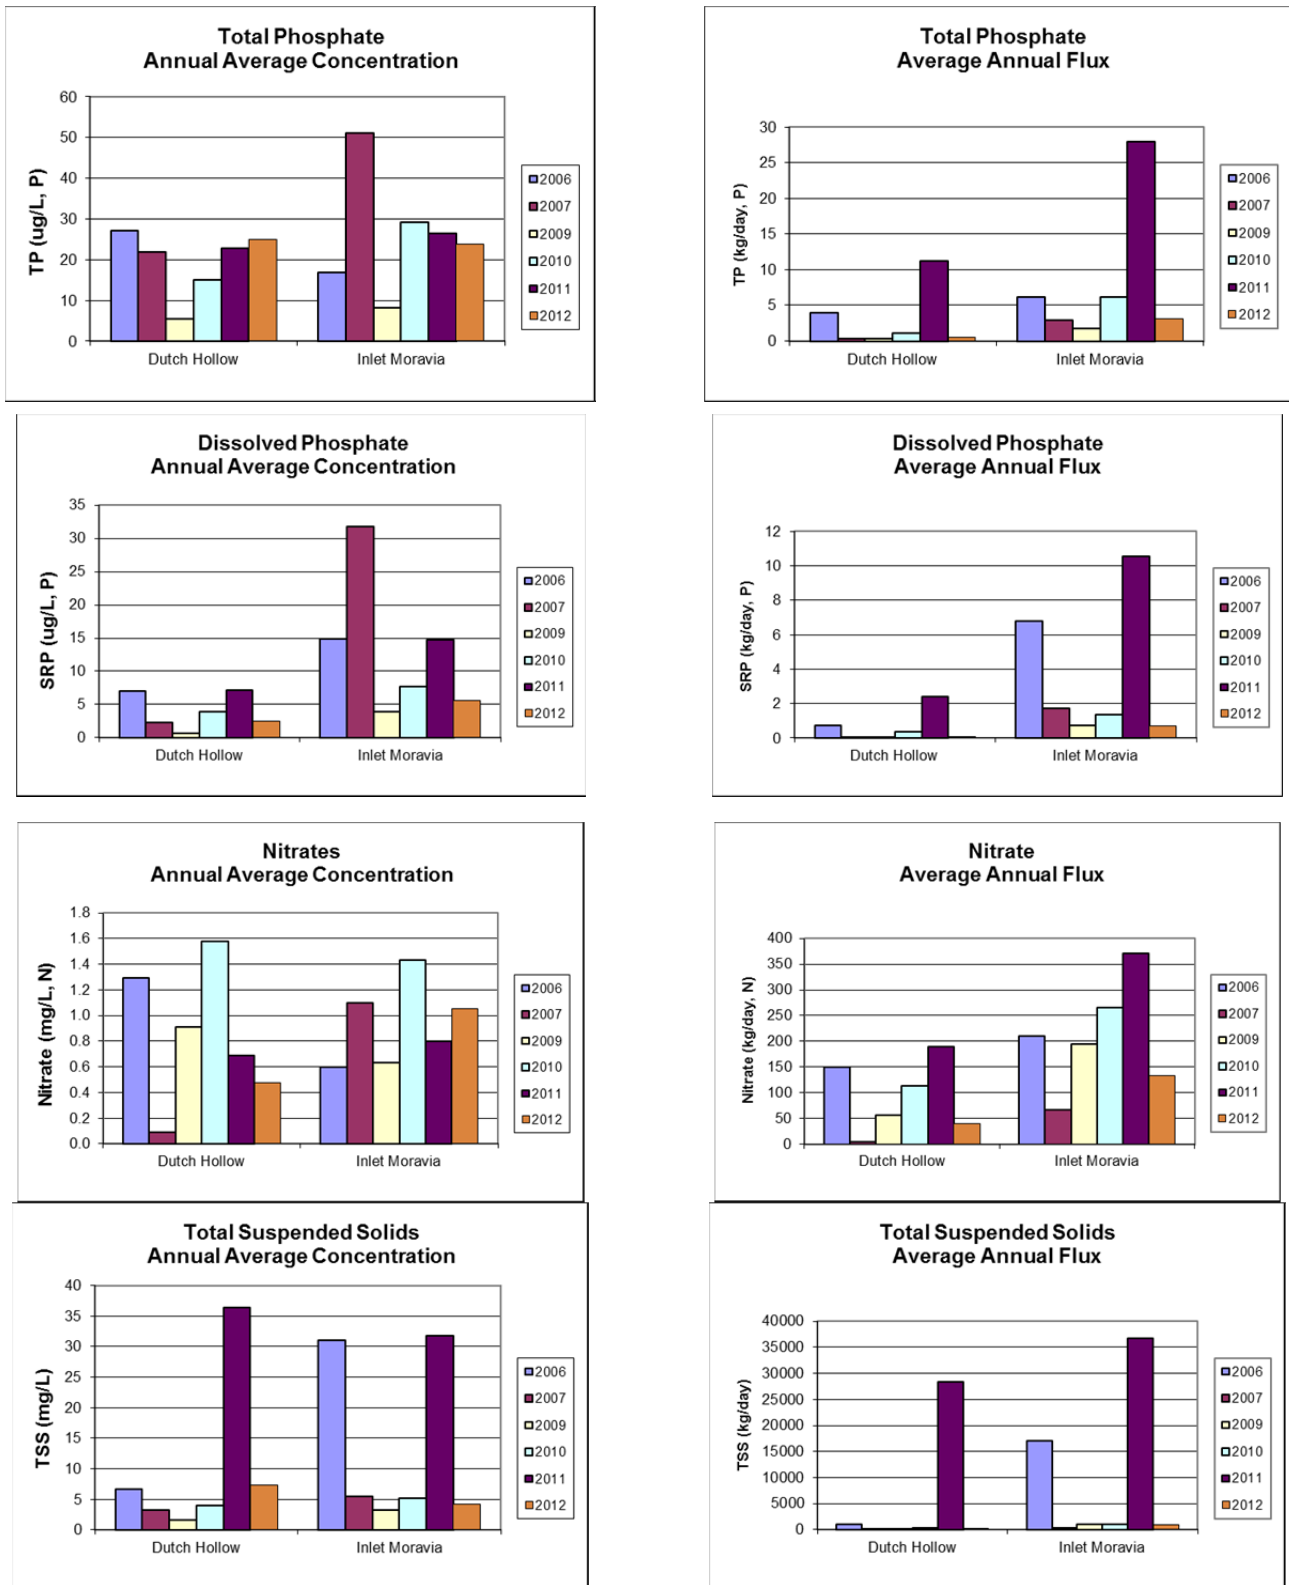 Total Phosphate
Annual Average Concentration
TP (ug/L, P)
60
50
40
30
20
10
0
Dutch Hollow
Inlet Moravia
2006
2007
2009
2010
2011
2012
Total Phosphate
Average Annual Flux
TP (kg/day, P)
30
25
20
15
10
5
0
Dutch Hollow
Inlet Moravia
2006
2007
2009
2010
2011
2012
Dissolved Phosphate
Annual Average Concentration
SRP (ug/L, P)
35
30
25
20
15
10
5
0
Dutch Hollow
Inlet Moravia
2006
2007
2009
2010
2011
2012
Dissolved Phosphate
Average Annual Flux
SRP (kg/day, P)
12
10
8
6
4
2
0
Dutch Hollow
Inlet Moravia
2006
2007
2009
2010
2011
2012
Nitrates
Annual Average Concentration
Nitrate (mg/L, N)
1.8
1.6
1.4
1.2
1.0
0.8
0.6
0.4
0.2
0.0
Dutch Hollow
Inlet Moravia
2006
2007
2009
2010
2011
2012
Nitrate
Average Annual Flux
Nitrate (kg/day, N)
400
350
300
250
200
150
100
50
0
Dutch Hollow
Inlet Moravia
2006
2007
2009
2010
2011
2012
Total Suspended Solids
Annual Average Concentration
TSS (mg/L)
40
35
30
25
20
15
10
5
0
Dutch Hollow
Inlet Moravia
2006
2007
2009
2010
2011
2012
Total Suspended Solids
Average Annual Flux
TSS (kg/day)
40000
35000
30000
25000
20000
15000
10000
5000
0
Dutch Hollow
Inlet Moravia
2006
2007
2009
2010
2011
2012